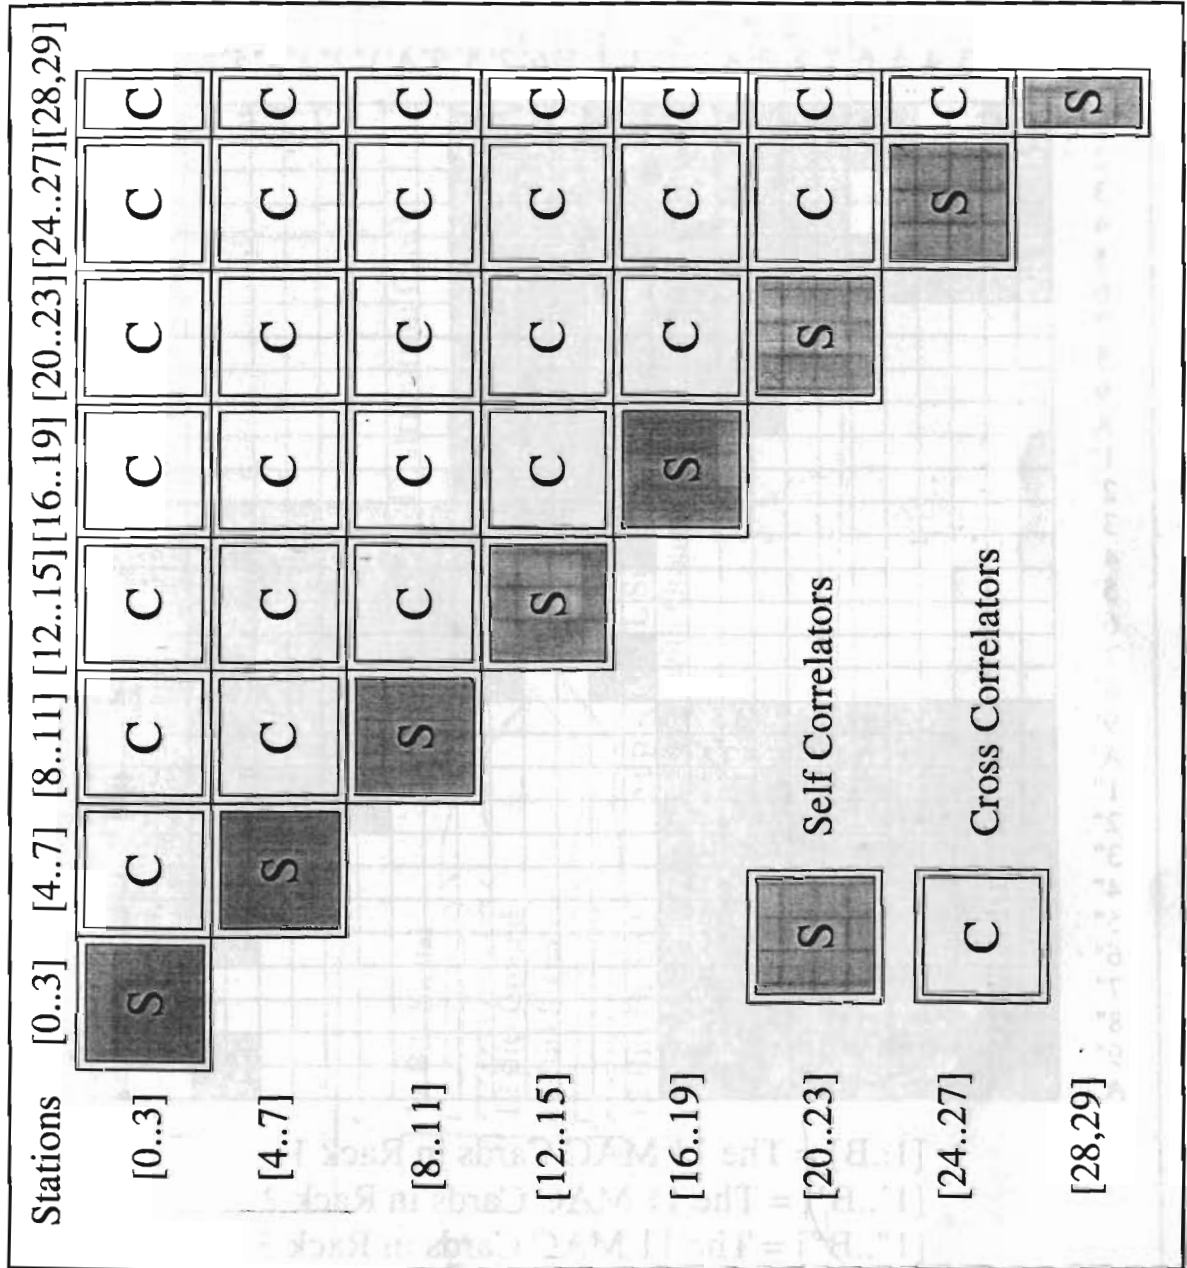 Stations [0..3] [4..7] [8..11] [12..15] [16..19] [20..23] [24..27] [28,29]
[0..3] S C C C C C C C
[4..7] S C C C C C C
[8..11] S C C C C C
[12..15] S C C C C
[16..19] S C C C
[20..23] S C C
[24..27] S C
[28,29] S
S Self Correlators
C Cross Correlators